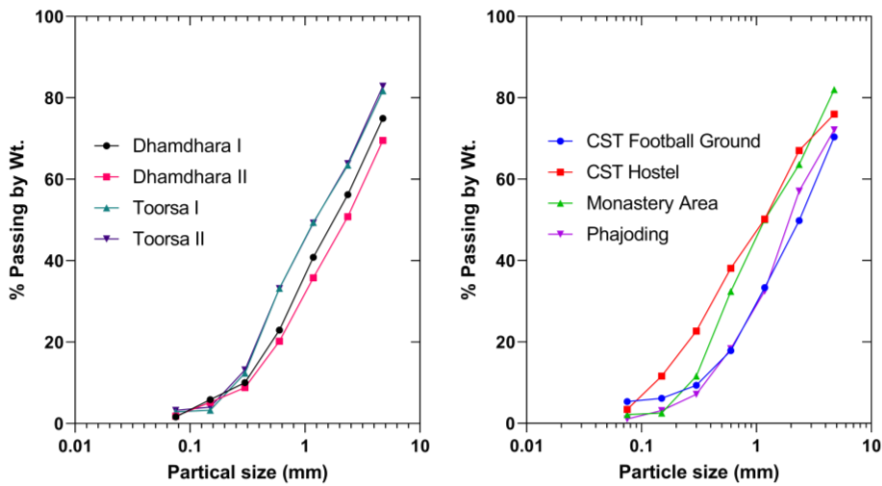 % Passing by Wt.
100
80
60
40
20
0
Dhamdhara I
Dhamdhara II
Toorsa I
Toorsa II
0.01
0.1
1
10
Partical size (mm)
% Passing by Wt.
100
80
60
40
20
0
CST Football Ground
CST Hostel
Monastery Area
Phajoding
0.01
0.1
1
10
Particle size (mm)